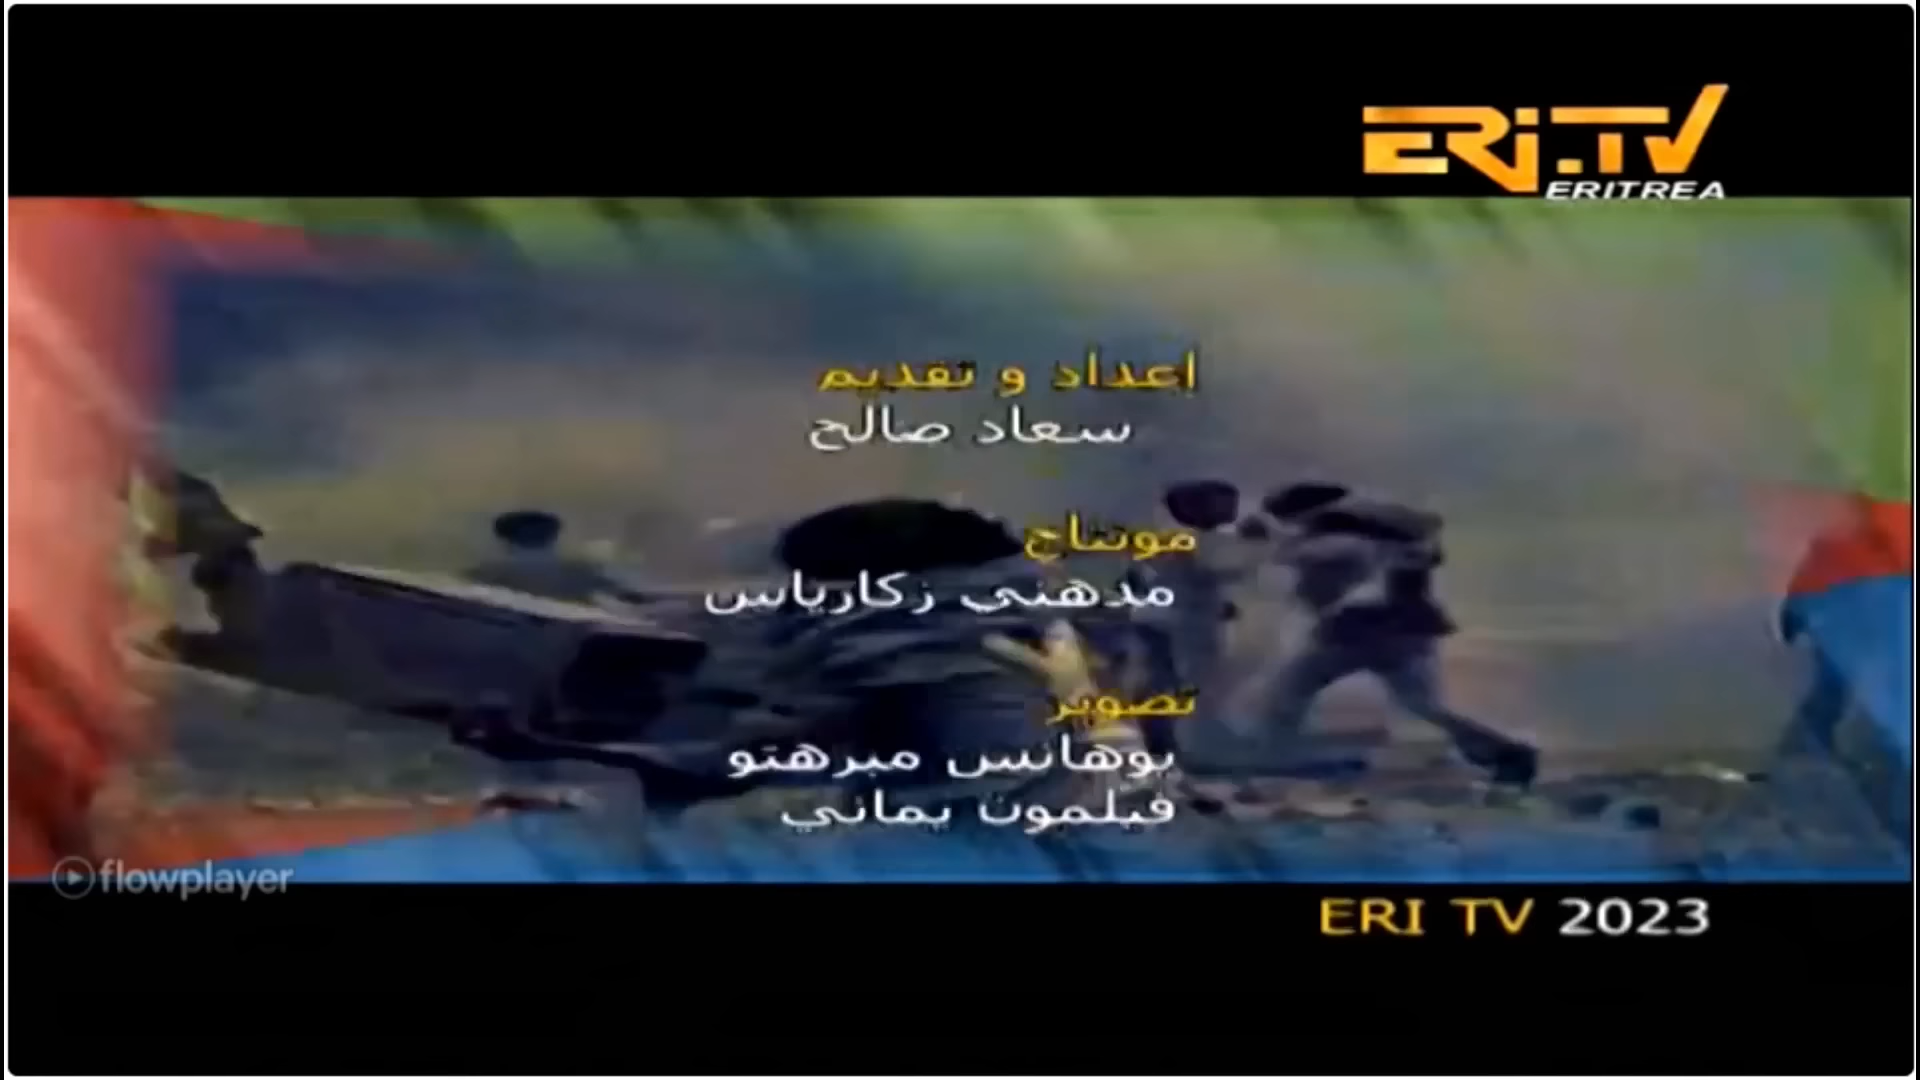 ERI.TV
ERITREA
إعداد و تقديم
سعاد صالح
مونتاج
مدهني زكارياس
تصوير
يوهانس مبرهتو
فيلمون يماني
flowplayer
ERI TV 2023